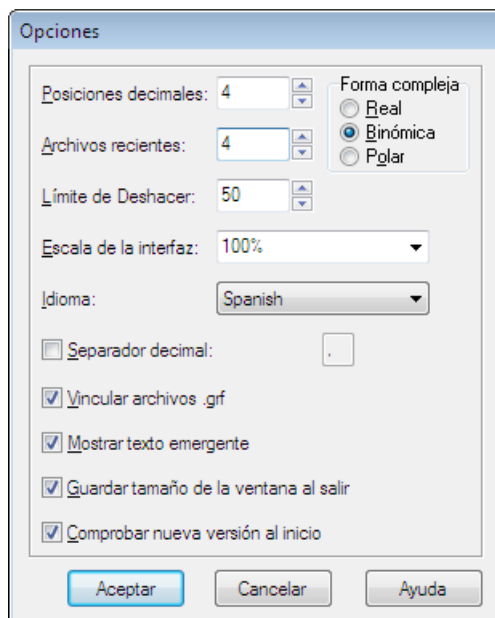 Opciones
Posiciones decimales: 4
Forma compleja
Real
Binómica
Polar
Archivos recientes: 4
Límite de Deshacer: 50
Escala de la interfaz: 100%
Idioma: Spanish
Separador decimal: .
Vincular archivos .grf
Mostrar texto emergente
Guardar tamaño de la ventana al salir
Comprobar nueva versión al inicio
Aceptar Cancelar Ayuda